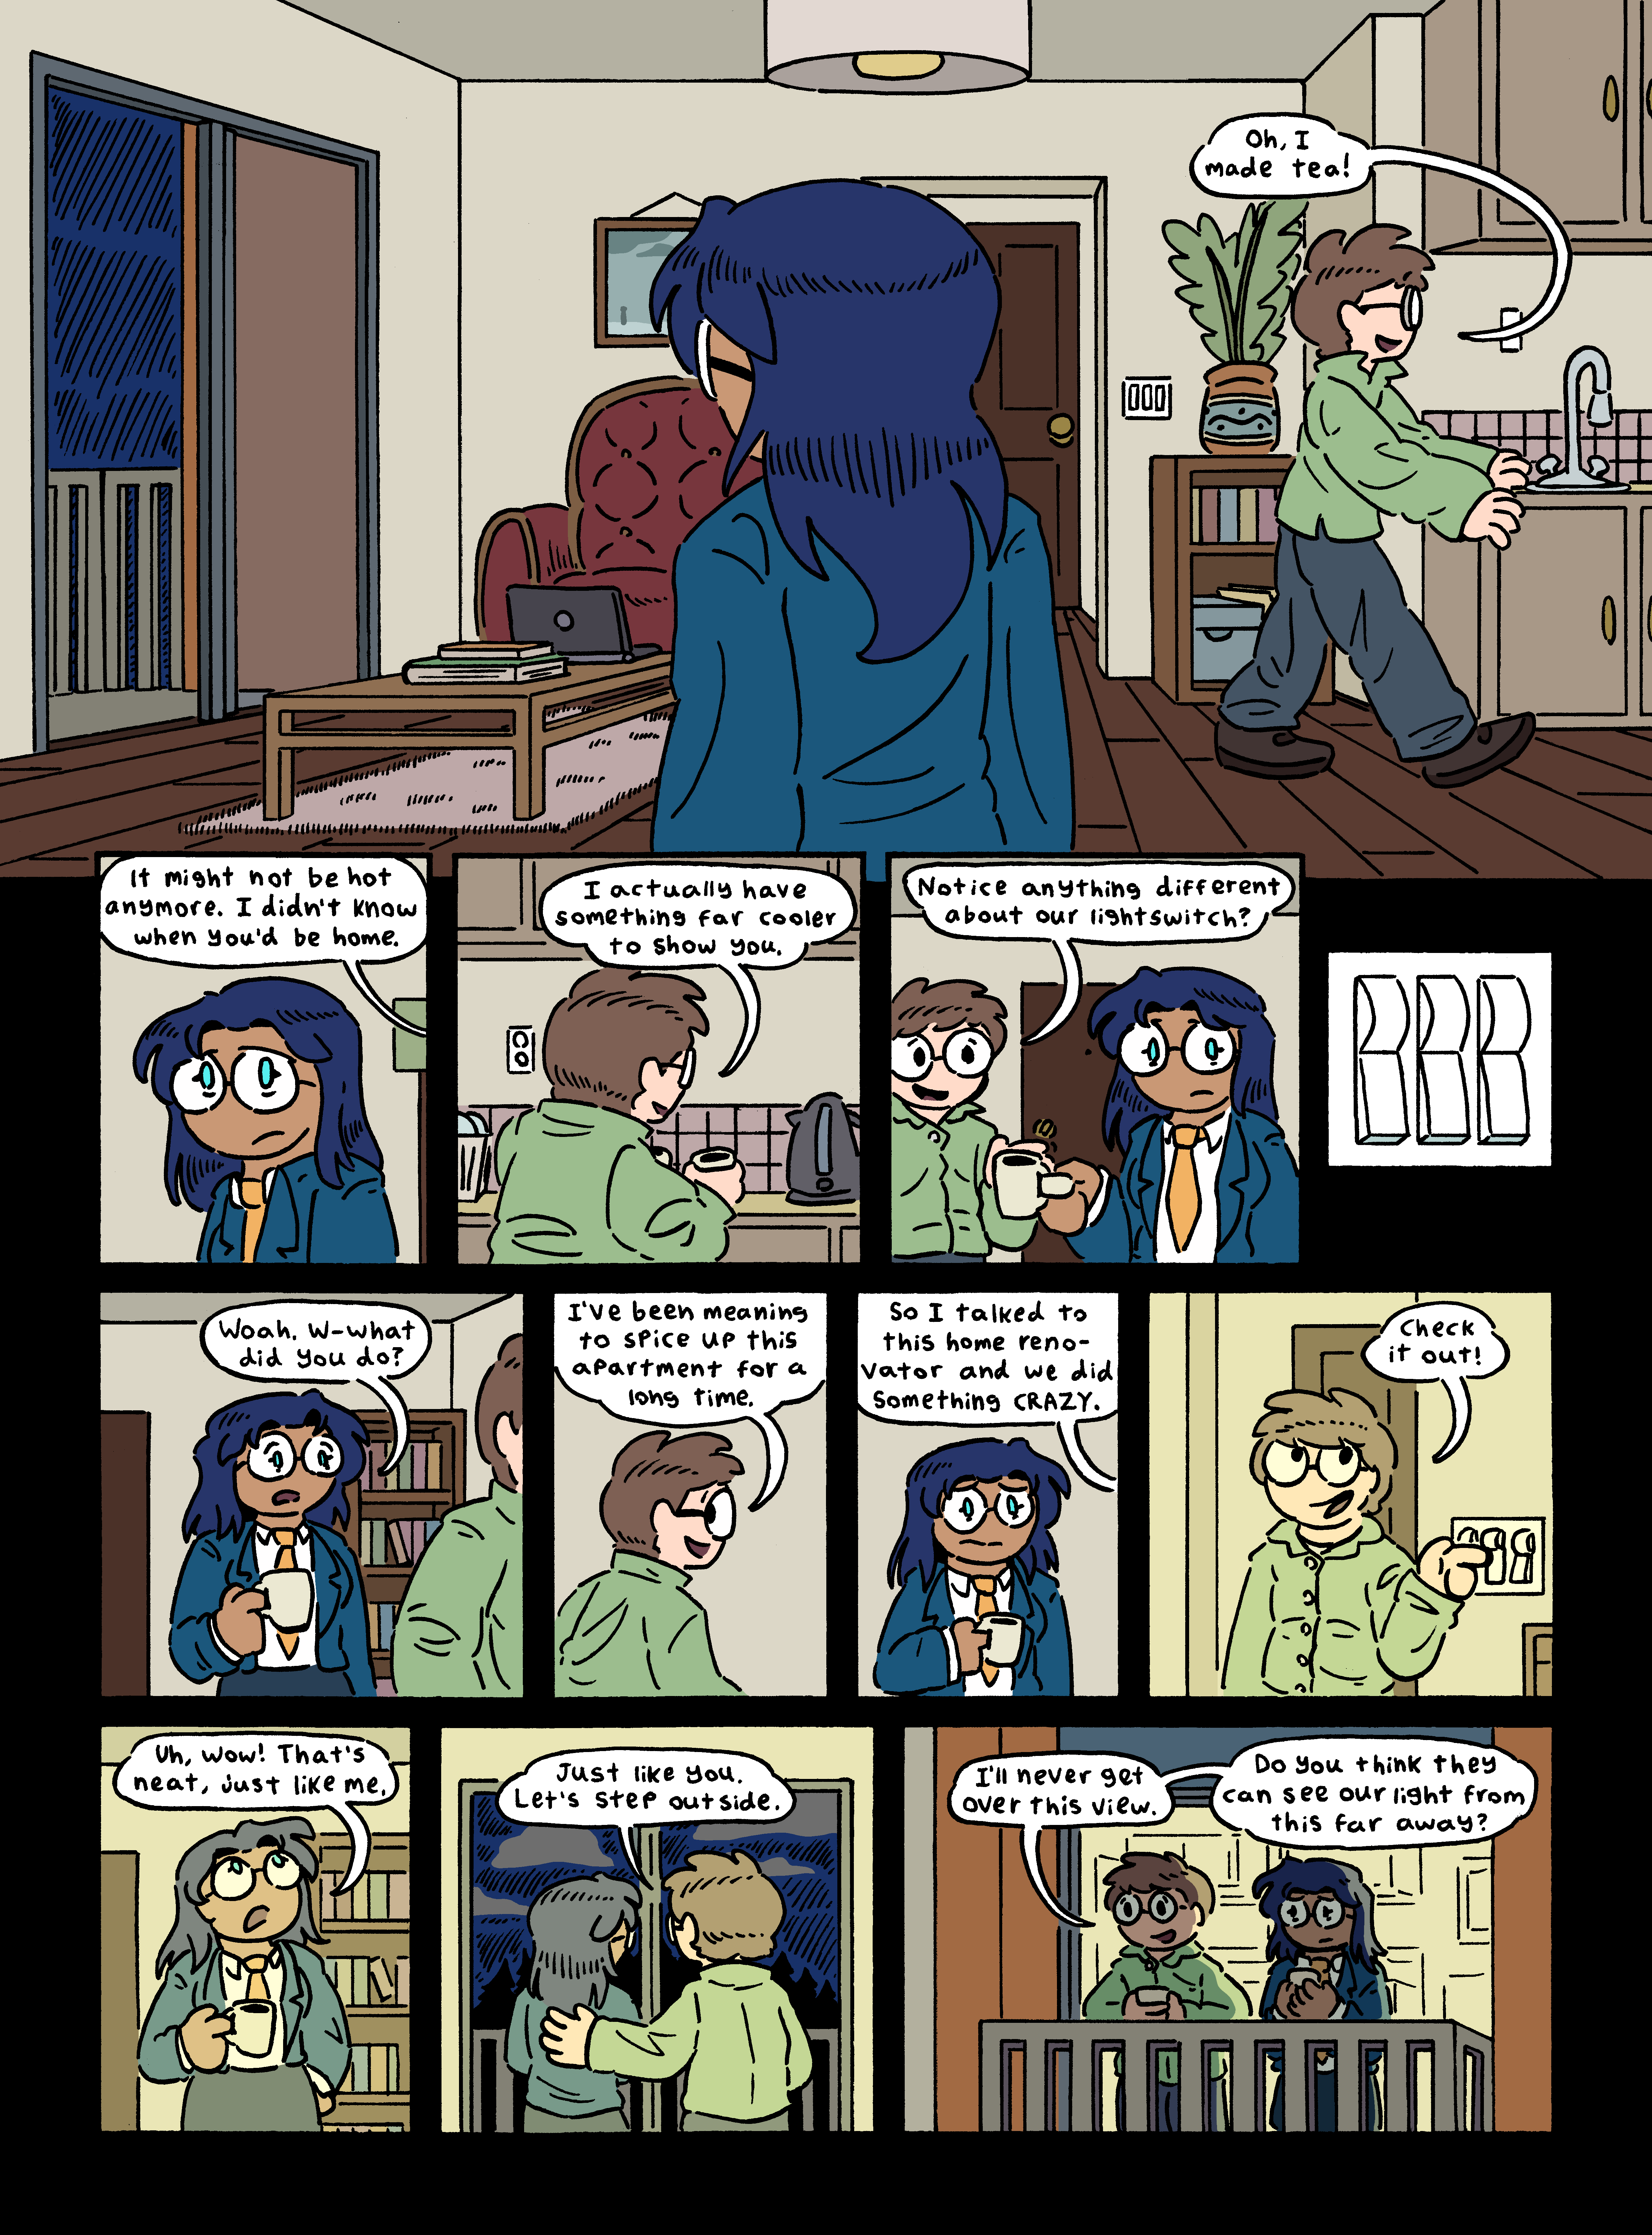 Oh, I
made tea!
It might not be hot
anymore. I didn't know
when you'd be home.
I actually have
something far cooler
to show you.
Notice anything different
about our lightswitch?
Woah. W-what
did you do?
I've been meaning
to spice up this
apartment for a
long time.
So I talked to
this home reno-
vator and we did
something CRAZY.
Check
it out!
Uh, wow! That's
neat, just like me.
Just like you.
Let's step outside.
I'll never get
over this view.
Do you think they
can see our light from
this far away?